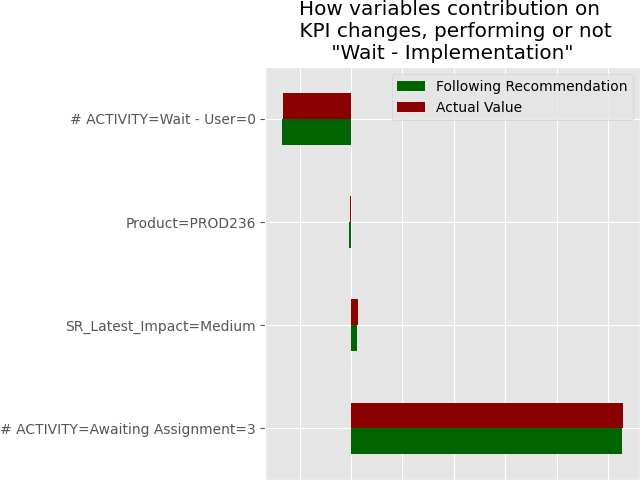 How variables contribution on
KPI changes, performing or not
"Wait - Implementation"
Following Recommendation
Actual Value
# ACTIVITY=Wait - User=0
Product=PROD236
SR_Latest_Impact=Medium
# ACTIVITY=Awaiting Assignment=3